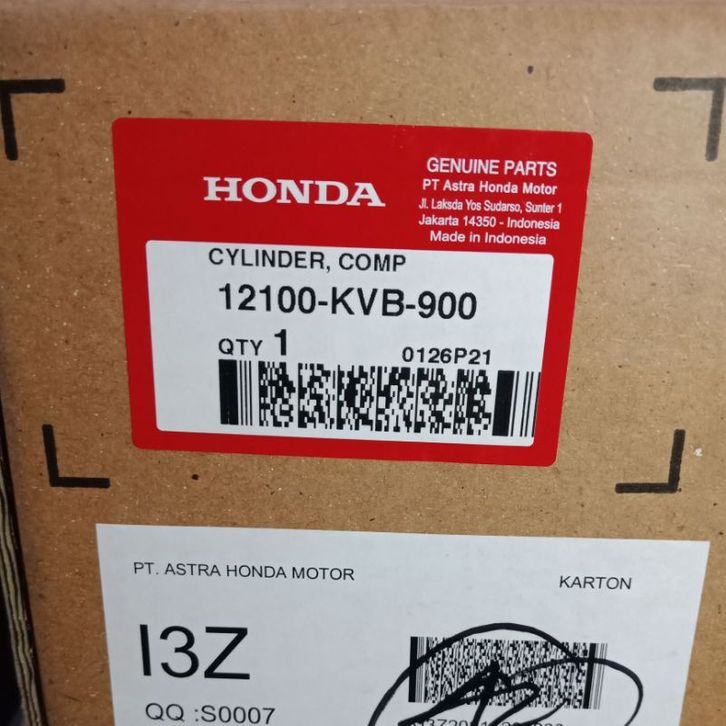 HONDA
GENUINE PARTS
PT Astra Honda Motor
Jl. Laksda Yos Sudarso, Sunter 1
Jakarta 14350 - Indonesia
Made in Indonesia
CYLINDER, COMP
12100-KVB-900
QTY 1
0126P21
PT. ASTRA HONDA MOTOR
KARTON
I3Z
QQ :S0007